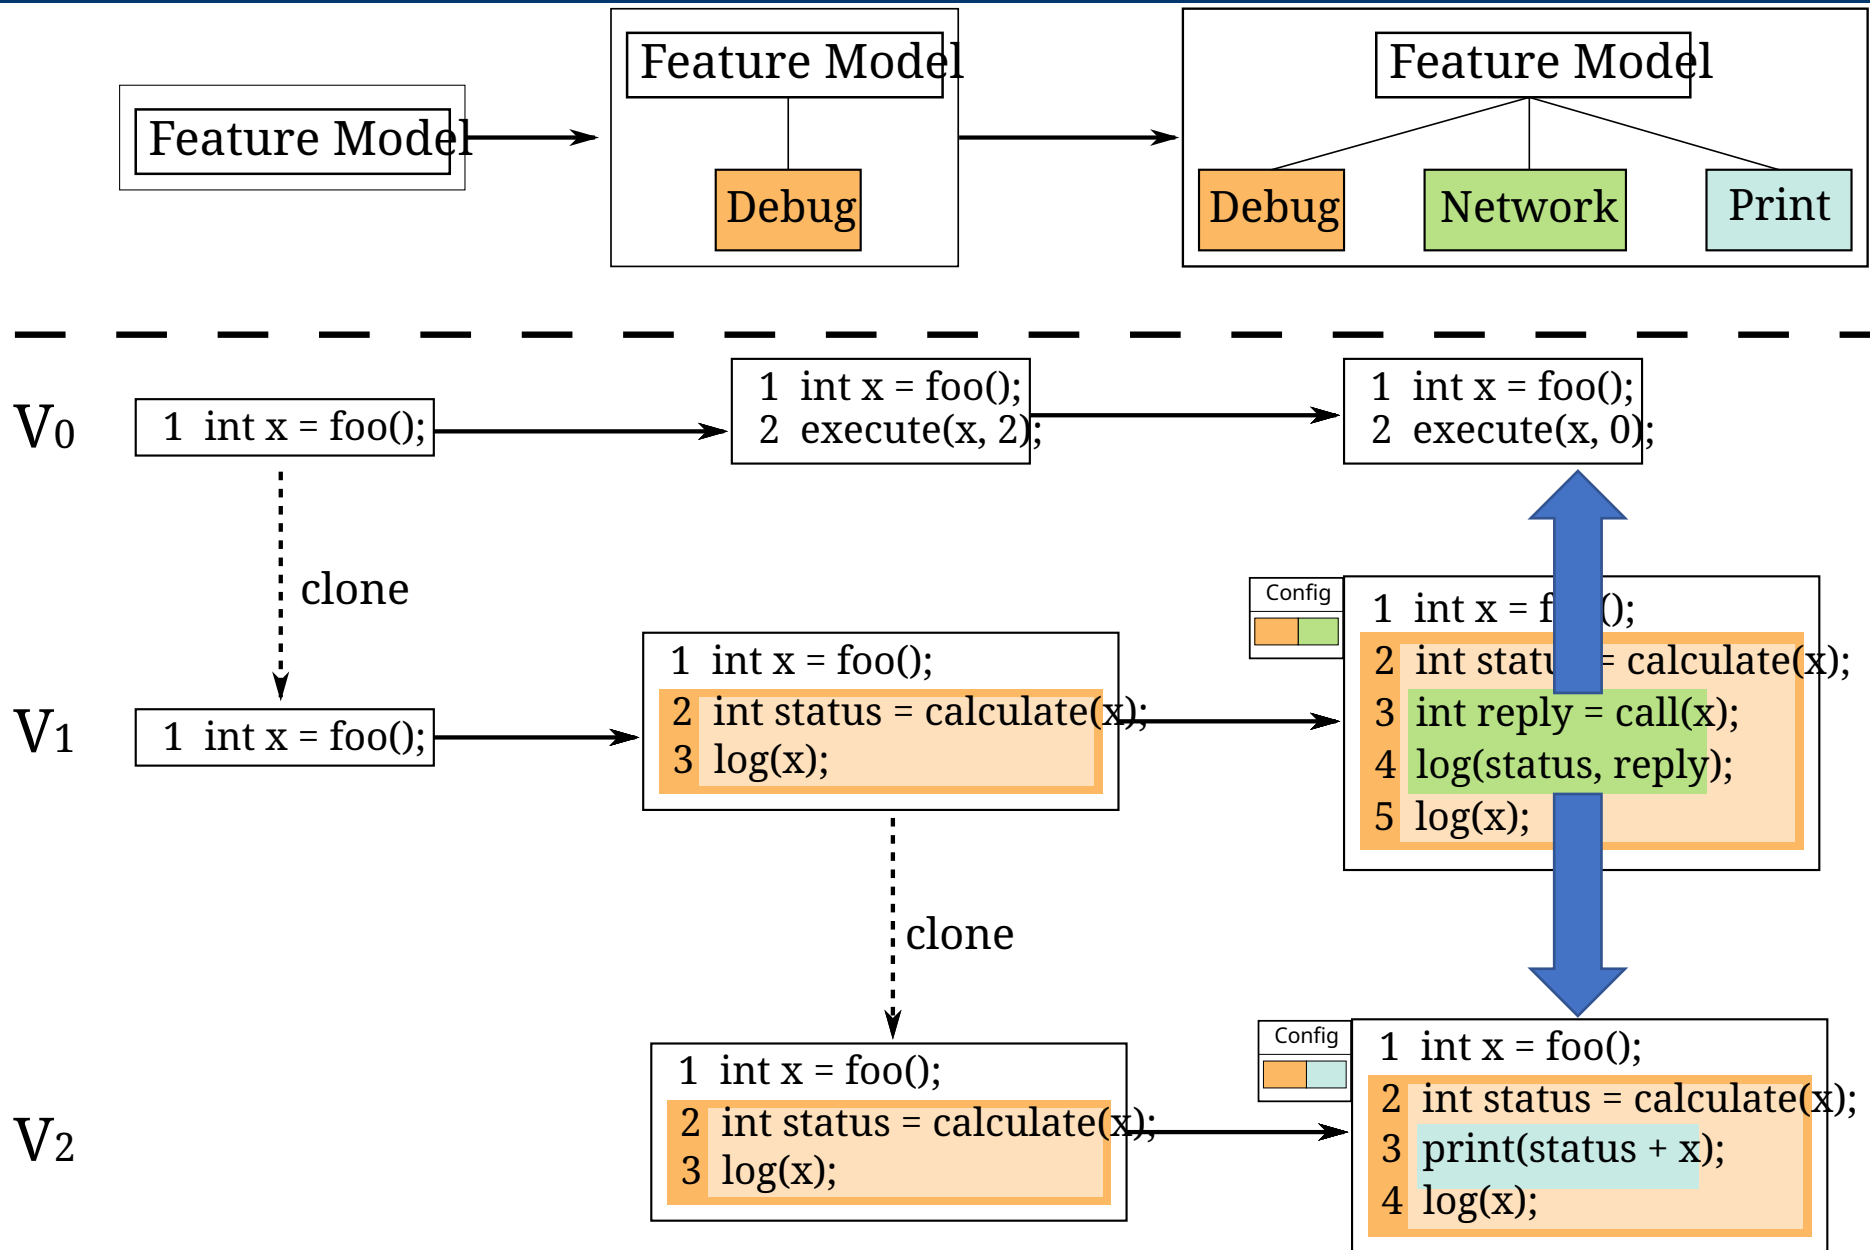 Feature Model
Feature Model
Debug
Feature Model
Debug
Network
Print
V0
1 int x = foo();
1 int x = foo();
2 execute(x, 2);
1 int x = foo();
2 execute(x, 0);
clone
V1
1 int x = foo();
1 int x = foo();
2 int status = calculate(x);
3 log(x);
Config
1 int x =
2 = calculate(x);
3 int reply = call(x);
4 log(status, reply);
5 log(x);
clone
V2
1 int x = foo();
2 int status = calculate(x);
3 log(x);
Config
1 int x = foo();
2 int status = calculate(x);
3 print(status + x);
4 log(x);